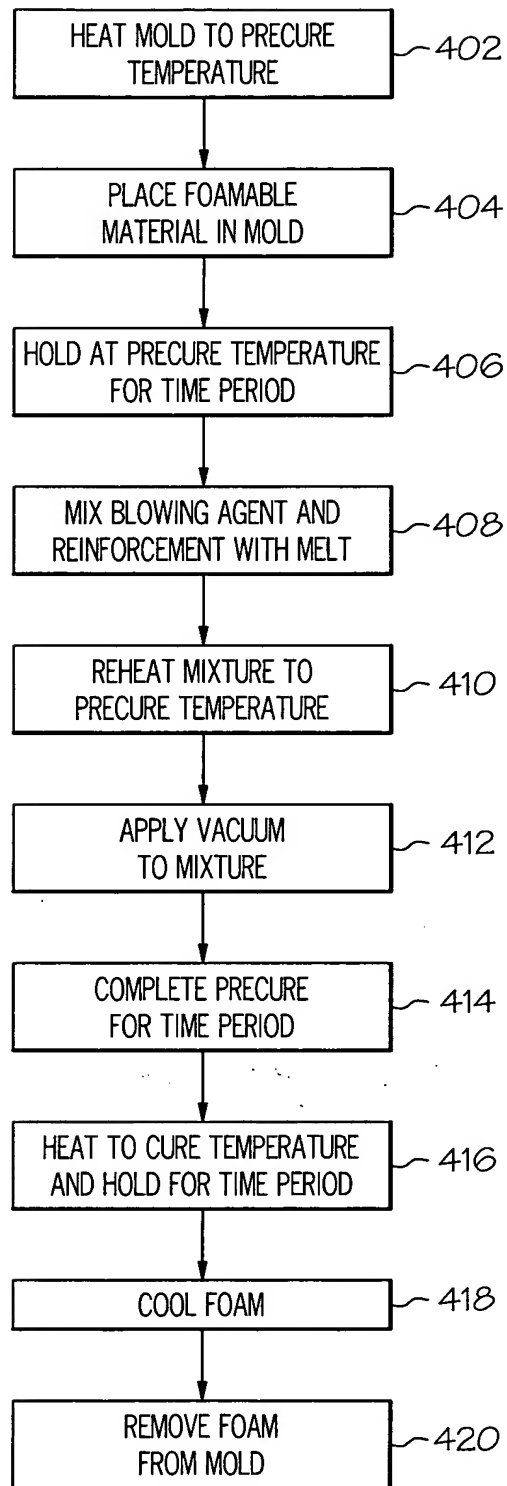 HEAT MOLD TO PRECURE
TEMPERATURE
402
PLACE FOAMABLE
MATERIAL IN MOLD
404
HOLD AT PRECURE TEMPERATURE
FOR TIME PERIOD
406
MIX BLOWING AGENT AND
REINFORCEMENT WITH MELT
408
REHEAT MIXTURE TO
PRECURE TEMPERATURE
410
APPLY VACUUM
TO MIXTURE
412
COMPLETE PRECURE
FOR TIME PERIOD
414
HEAT TO CURE TEMPERATURE
AND HOLD FOR TIME PERIOD
416
COOL FOAM
418
REMOVE FOAM
FROM MOLD
420